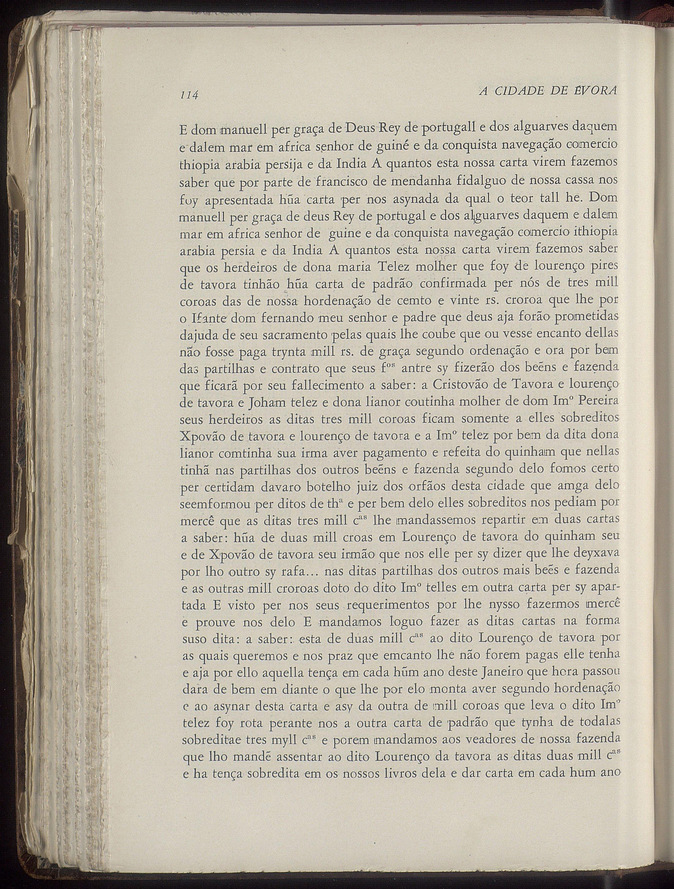 114
A CIDADE DE ÉVORA
E dom manuell per graça de Deus Rey de portugall e dos alguarves daquem
e dalem mar em africa senhor de guiné e da conquista navegação comercio
thiopia arabia persija e da India A quantos esta nossa carta virem fazemos
saber que por parte de francisco de mendanha fidalguo de nossa cassa nos
foy apresentada hũa carta per nos asynada da qual o teor tall he. Dom
manuell per graça de deus Rey de portugal e dos alguarves daquem e dalem
mar em africa senhor de guine e da conquista navegação comercio ithiopia
arabia persia e da India A quantos esta nossa carta virem fazemos saber
que os herdeiros de dona maria Telez molher que foy de lourenço pires
de tavora tinhão hũa carta de padrão confirmada per nós de tres mill
coroas das de nossa hordenação de cemto e vinte rs. croroa que lhe por
o Ifante dom fernando meu senhor e padre que deus aja forão prometidas
dajuda de seu sacramento pelas quais lhe coube que ou vesse encanto dellas
não fosse paga trynta mill rs. de graça segundo ordenação e ora por bem
das partilhas e contrato que seus fᵒˢ antre sy fizerão dos beẽns e fazenda
que ficarã por seu fallecimento a saber: a Cristovão de Tavora e lourenço
de tavora e Joham telez e dona lianor coutinha molher de dom Imº Pereira
seus herdeiros as ditas tres mill coroas ficam somente a elles sobreditos
Xpovão de tavora e lourenço de tavora e a Imº telez por bem da dita dona
lianor comtinha sua irma aver pagamento e refeita do quinham que nellas
tinhã nas partilhas dos outros beẽns e fazenda segundo delo fomos certo
per certidam davaro botelho juiz dos orfãos desta cidade que amga delo
seemformou per ditos de thᵃ e per bem delo elles sobreditos nos pediam por
mercê que as ditas tres mill cᵃˢ lhe mandassemos repartir em duas cartas
a saber: hũa de duas mill croas em Lourenço de tavora do quinham seu
e de Xpovão de tavora seu irmão que nos elle per sy dizer que lhe deyxava
por lho outro sy rafa... nas ditas partilhas dos outros mais beẽs e fazenda
e as outras mill croroas doto do dito Imº telles em outra carta per sy apar-
tada E visto per nos seus requerimentos por lhe nysso fazermos mercê
e prouve nos delo E mandamos loguo fazer as ditas cartas na forma
suso dita: a saber: esta de duas mill cᵃˢ ao dito Lourenço de tavora por
as quais queremos e nos praz que emcanto lhe não forem pagas elle tenha
e aja por ello aquella tença em cada hũm ano deste Janeiro que hora passou
dara de bem em diante o que lhe por elo monta aver segundo hordenação
e ao asynar desta carta e asy da outra de mill coroas que leva o dito Imº
telez foy rota perante nos a outra carta de padrão que tynha de todalas
sobreditae tres myll cᵃˢ e porem mandamos aos veadores de nossa fazenda
que lho mandẽ assentar ao dito Lourenço da tavora as ditas duas mill cᵃˢ
e ha tença sobredita em os nossos livros dela e dar carta em cada hum ano